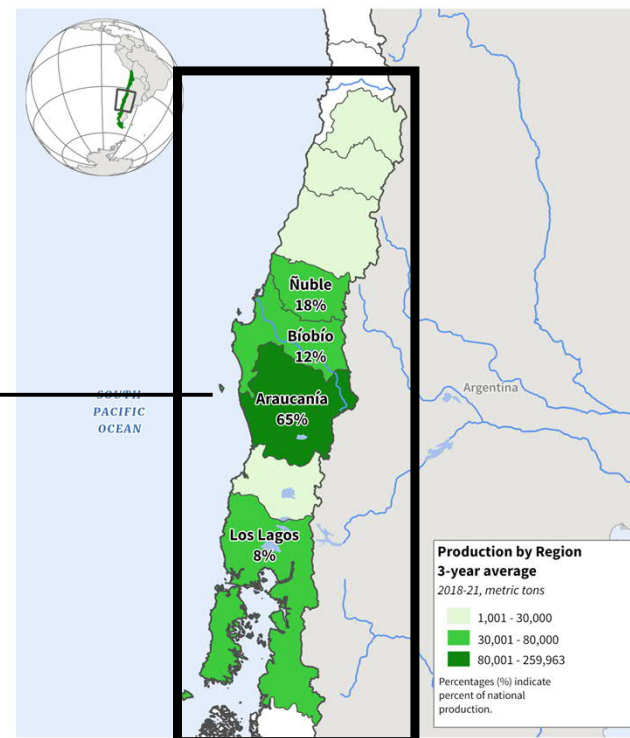 Ñuble
18%
Bíobío
12%
Araucanía
65%
SOUTH
PACIFIC
OCEAN
Argentina
Los Lagos
8%
Production by Region
3-year average
2018-21, metric tons
1,001 - 30,000
30,001 - 80,000
80,001 - 259,963
Percentages (%) indicate
percent of national
production.